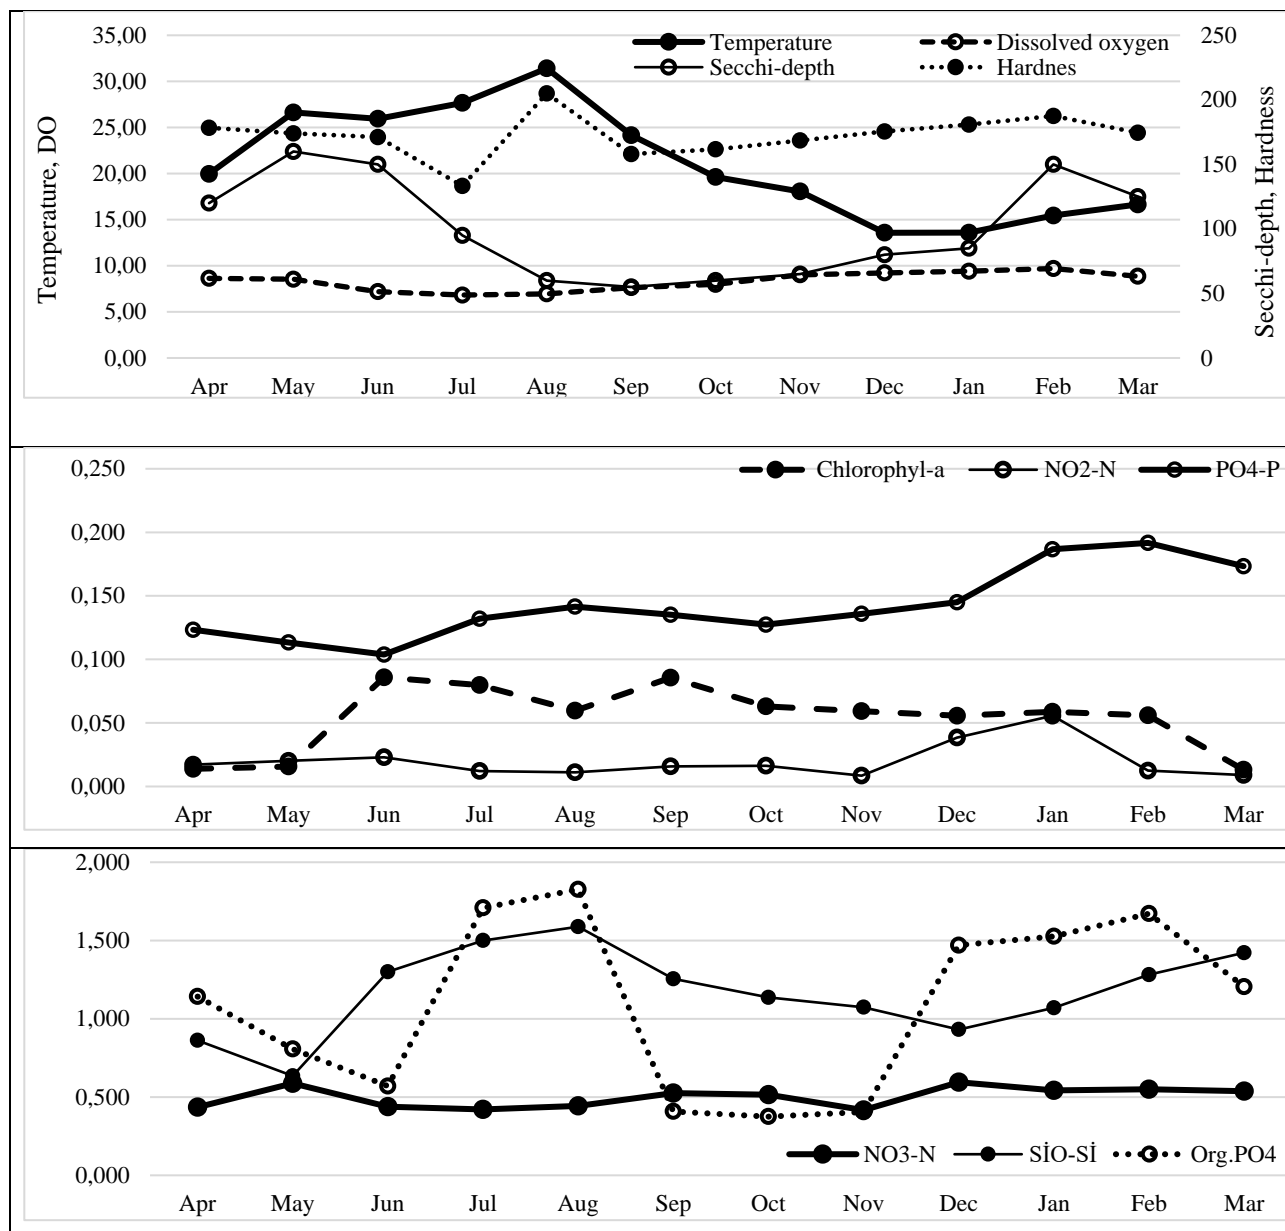 35,00
30,00
25,00
20,00
15,00
10,00
5,00
0,00
Temperature, DO
Temperature Dissolved oxygen
Secchi-depth Hardnes
250
200
150
100
50
0
Secchi-depth, Hardness
Apr May Jun Jul Aug Sep Oct Nov Dec Jan Feb Mar
0,250
0,200
0,150
0,100
0,050
0,000
Chlorophyl-a NO2-N PO4-P
Apr May Jun Jul Aug Sep Oct Nov Dec Jan Feb Mar
2,000
1,500
1,000
0,500
0,000
NO3-N SİO-Sİ Org.PO4
Apr May Jun Jul Aug Sep Oct Nov Dec Jan Feb Mar